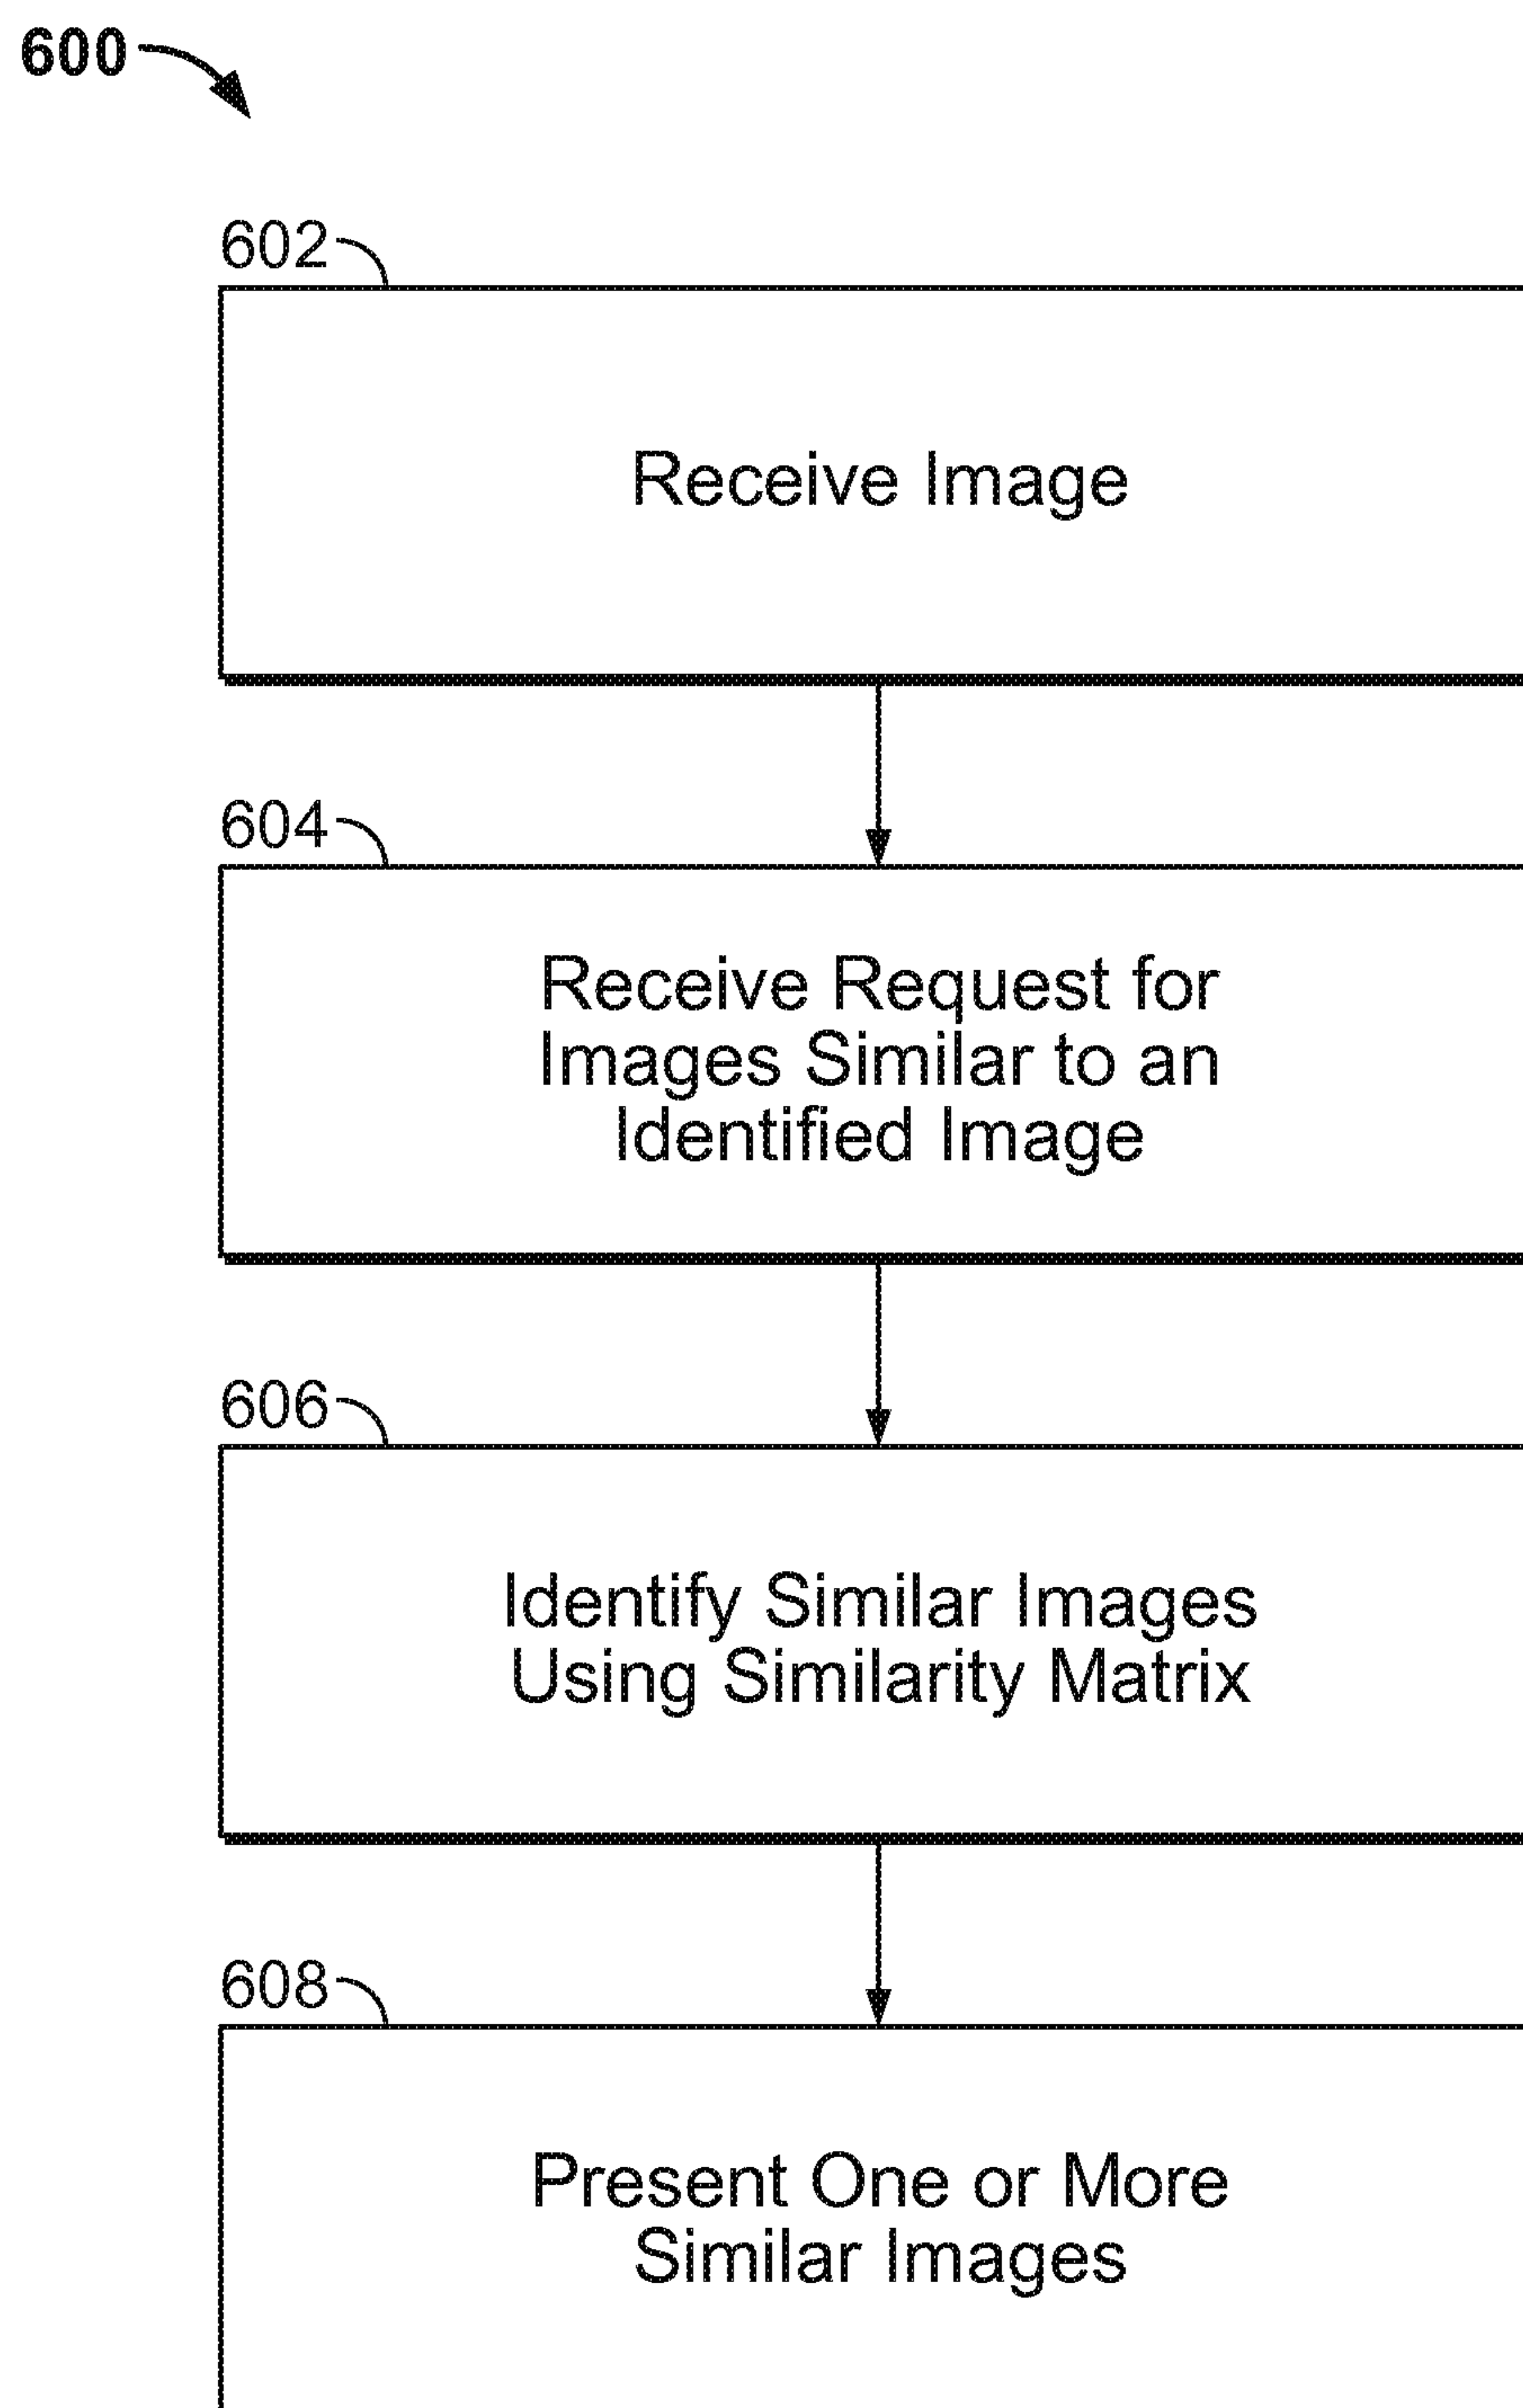 600
602
Receive Image
604
Receive Request for
Images Similar to an
Identified Image
606
Identify Similar Images
Using Similarity Matrix
608
Present One or More
Similar Images